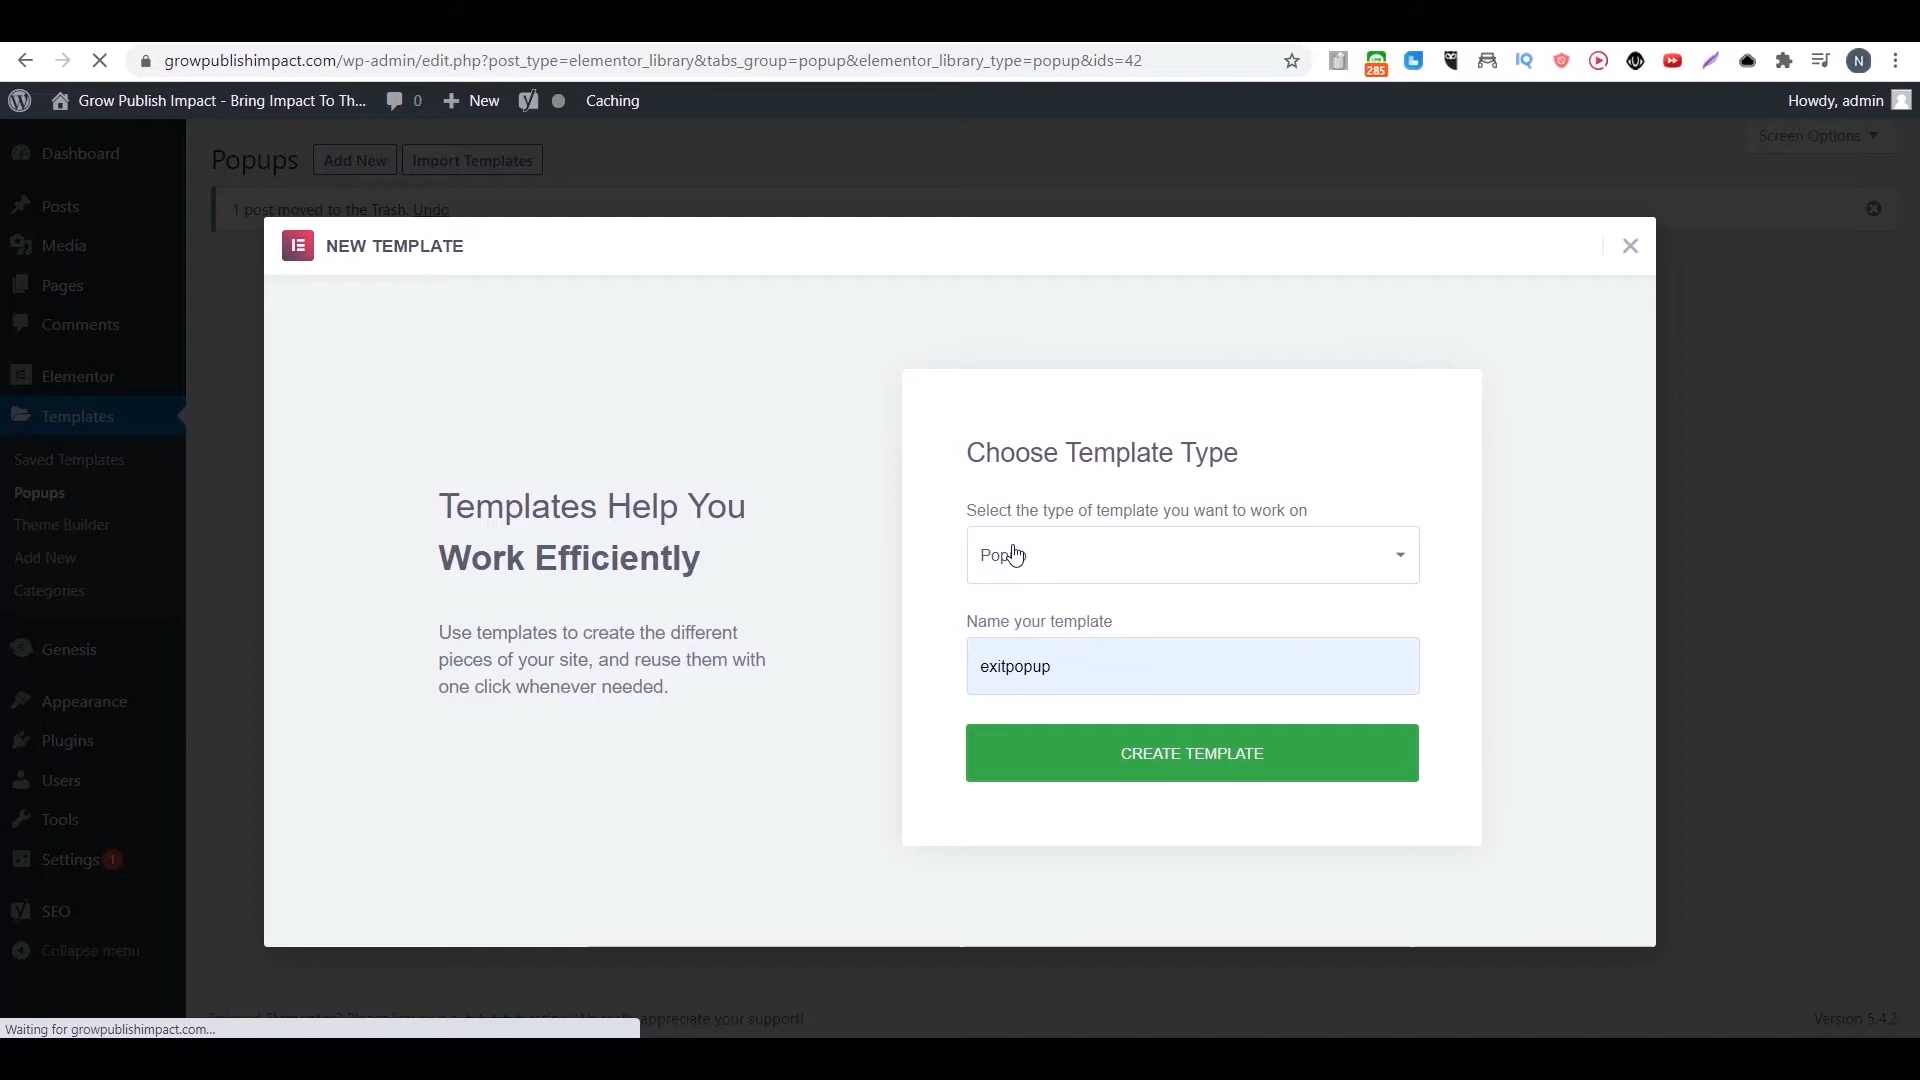 growpublishimpact.com/wp-admin/edit.php?post_type=elementor_library&tabs_group=popup&elementor_library_type=popup&ids=42
285
N
Grow Publish Impact - Bring Impact To Th...
0
New
Caching
Howdy, admin
Screen Options
Dashboard
Posts
Media
Pages
Comments
Elementor
Templates
Saved Templates
Popups
Theme Builder
Add New
Categories
Genesis
Appearance
Plugins
Users
Tools
Settings 1
SEO
Collapse menu
Popups
Add New
Import Templates
1 post moved to the Trash. Undo
NEW TEMPLATE
Templates Help You
Work Efficiently
Use templates to create the different
pieces of your site, and reuse them with
one click whenever needed.
Choose Template Type
Select the type of template you want to work on
Popup
Name your template
exitpopup
CREATE TEMPLATE
appreciate your support!
Version 5.4.2
Waiting for growpublishimpact.com...